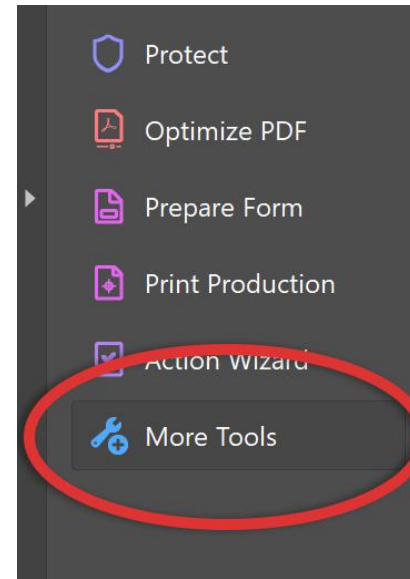 Protect
Optimize PDF
Prepare Form
Print Production
Action Wizard
More Tools